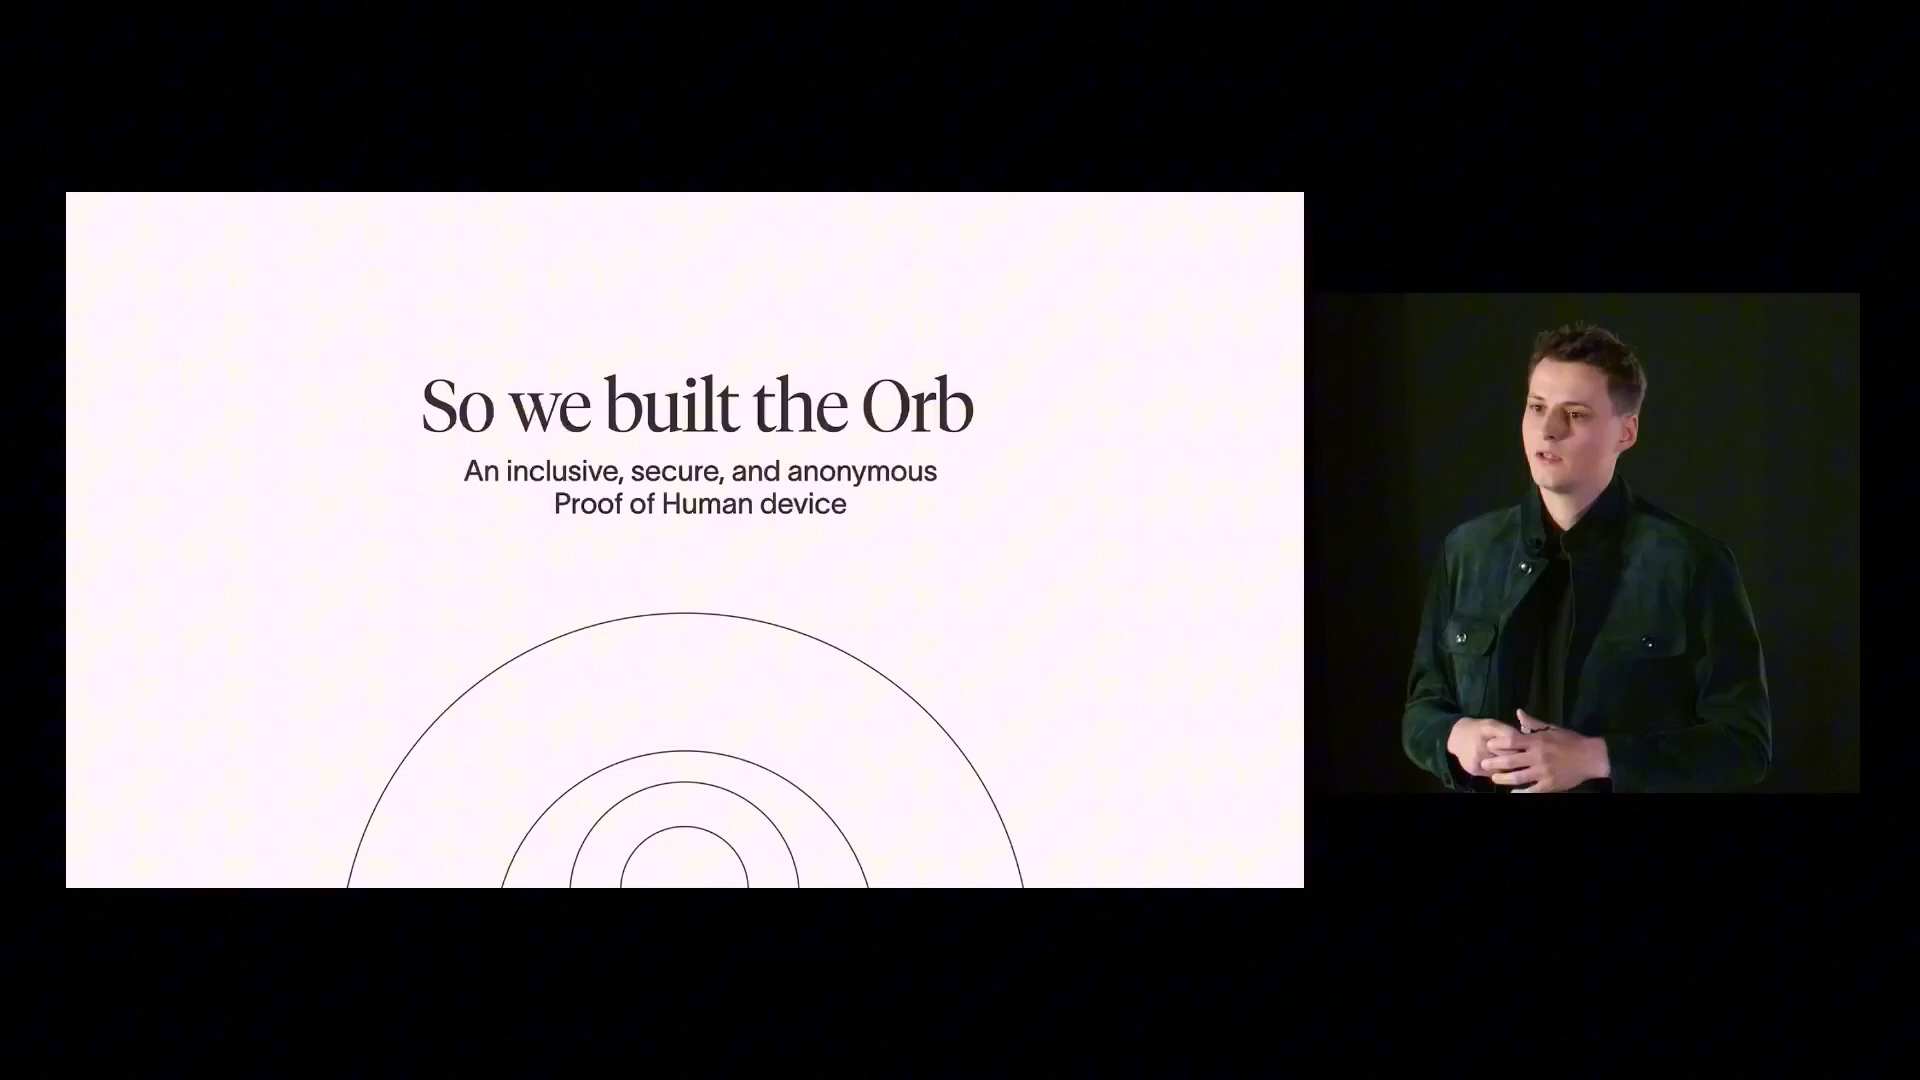 So we built the Orb
An inclusive, secure, and anonymous
Proof of Human device